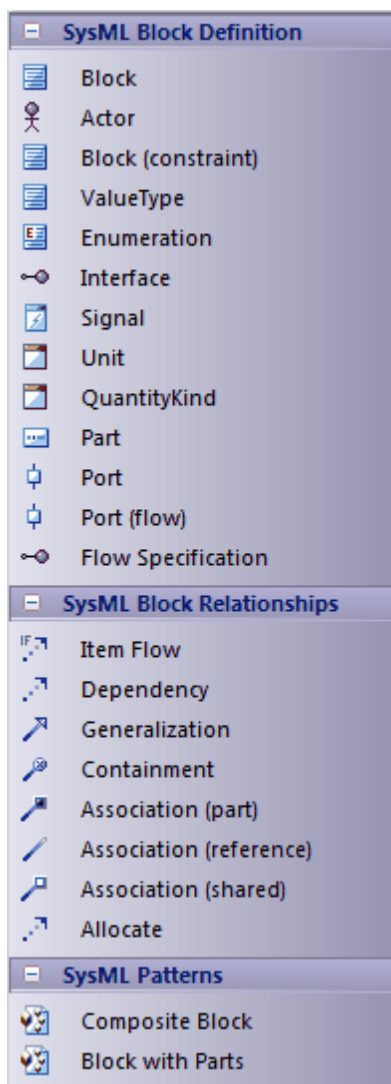 SysML Block Definition
Block
Actor
Block (constraint)
ValueType
Enumeration
Interface
Signal
Unit
QuantityKind
Part
Port
Port (flow)
Flow Specification
SysML Block Relationships
IF Item Flow
Dependency
Generalization
Containment
Association (part)
Association (reference)
Association (shared)
Allocate
SysML Patterns
Composite Block
Block with Parts